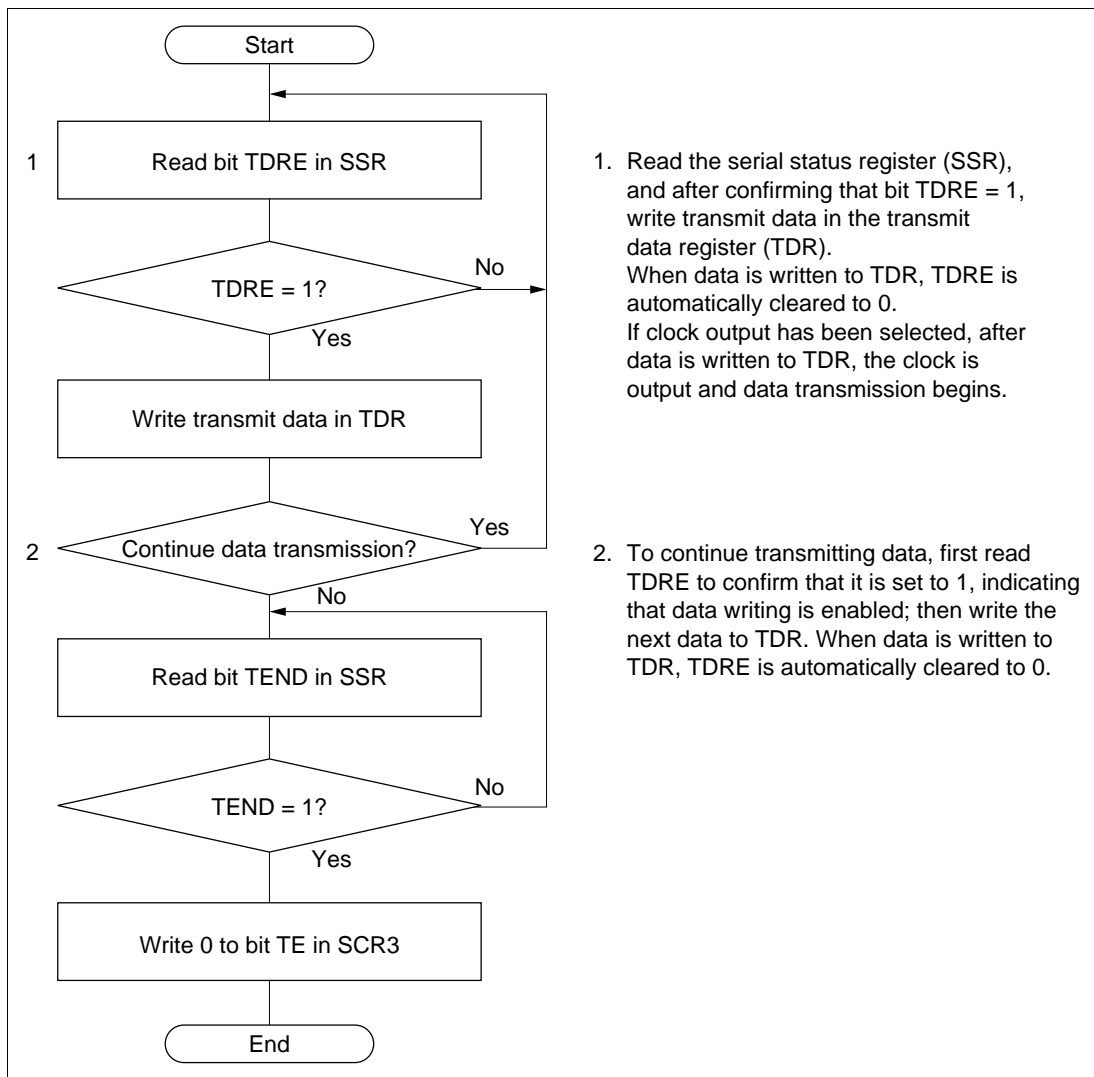 Start
1
Read bit TDRE in SSR
TDRE = 1?
No
Yes
Write transmit data in TDR
2
Continue data transmission?
Yes
No
Read bit TEND in SSR
TEND = 1?
No
Yes
Write 0 to bit TE in SCR3
End
1. Read the serial status register (SSR),
and after confirming that bit TDRE = 1,
write transmit data in the transmit
data register (TDR).
When data is written to TDR, TDRE is
automatically cleared to 0.
If clock output has been selected, after
data is written to TDR, the clock is
output and data transmission begins.
2. To continue transmitting data, first read
TDRE to confirm that it is set to 1, indicating
that data writing is enabled; then write the
next data to TDR. When data is written to
TDR, TDRE is automatically cleared to 0.